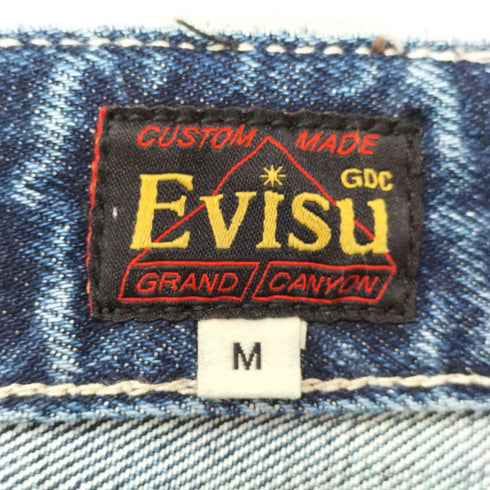 CUSTOM MADE
GDC
Evisu
GRAND CANYON
M